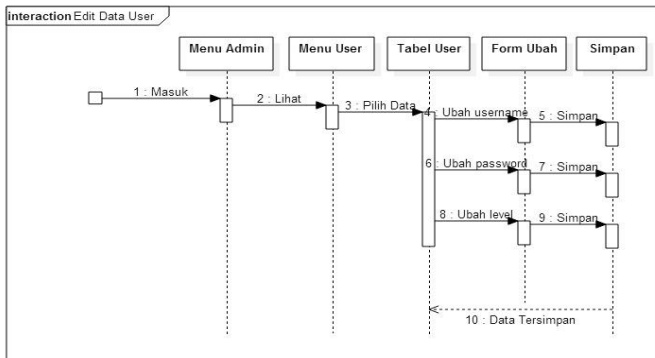 interaction Edit Data User
Menu Admin
Menu User
Tabel User
Form Ubah
Simpan
1 : Masuk
2 : Lihat
3 : Pilih Data
4 : Ubah username
5 : Simpan
6 : Ubah password
7 : Simpan
8 : Ubah level
9 : Simpan
10 : Data Tersimpan